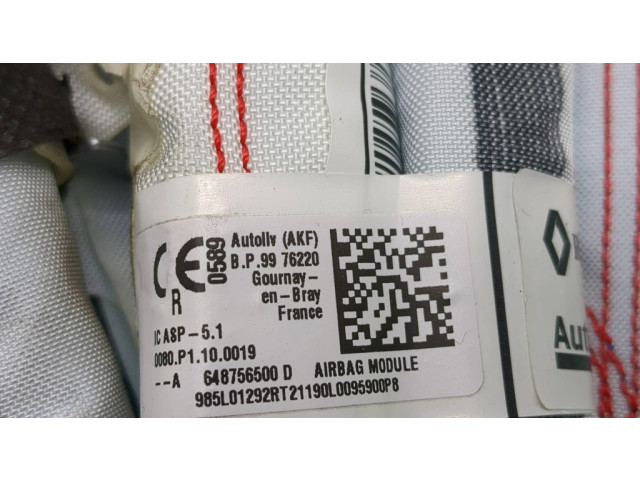 CE
0589
R
Autoliv (AKF)
B.P.99 76220
Gournay-
en-Bray
France
IC ASP-5.1
0080.P1.10.0019
--A 648756500 D AIRBAG MODULE
985L01292RT21190L0095900P8
Aut